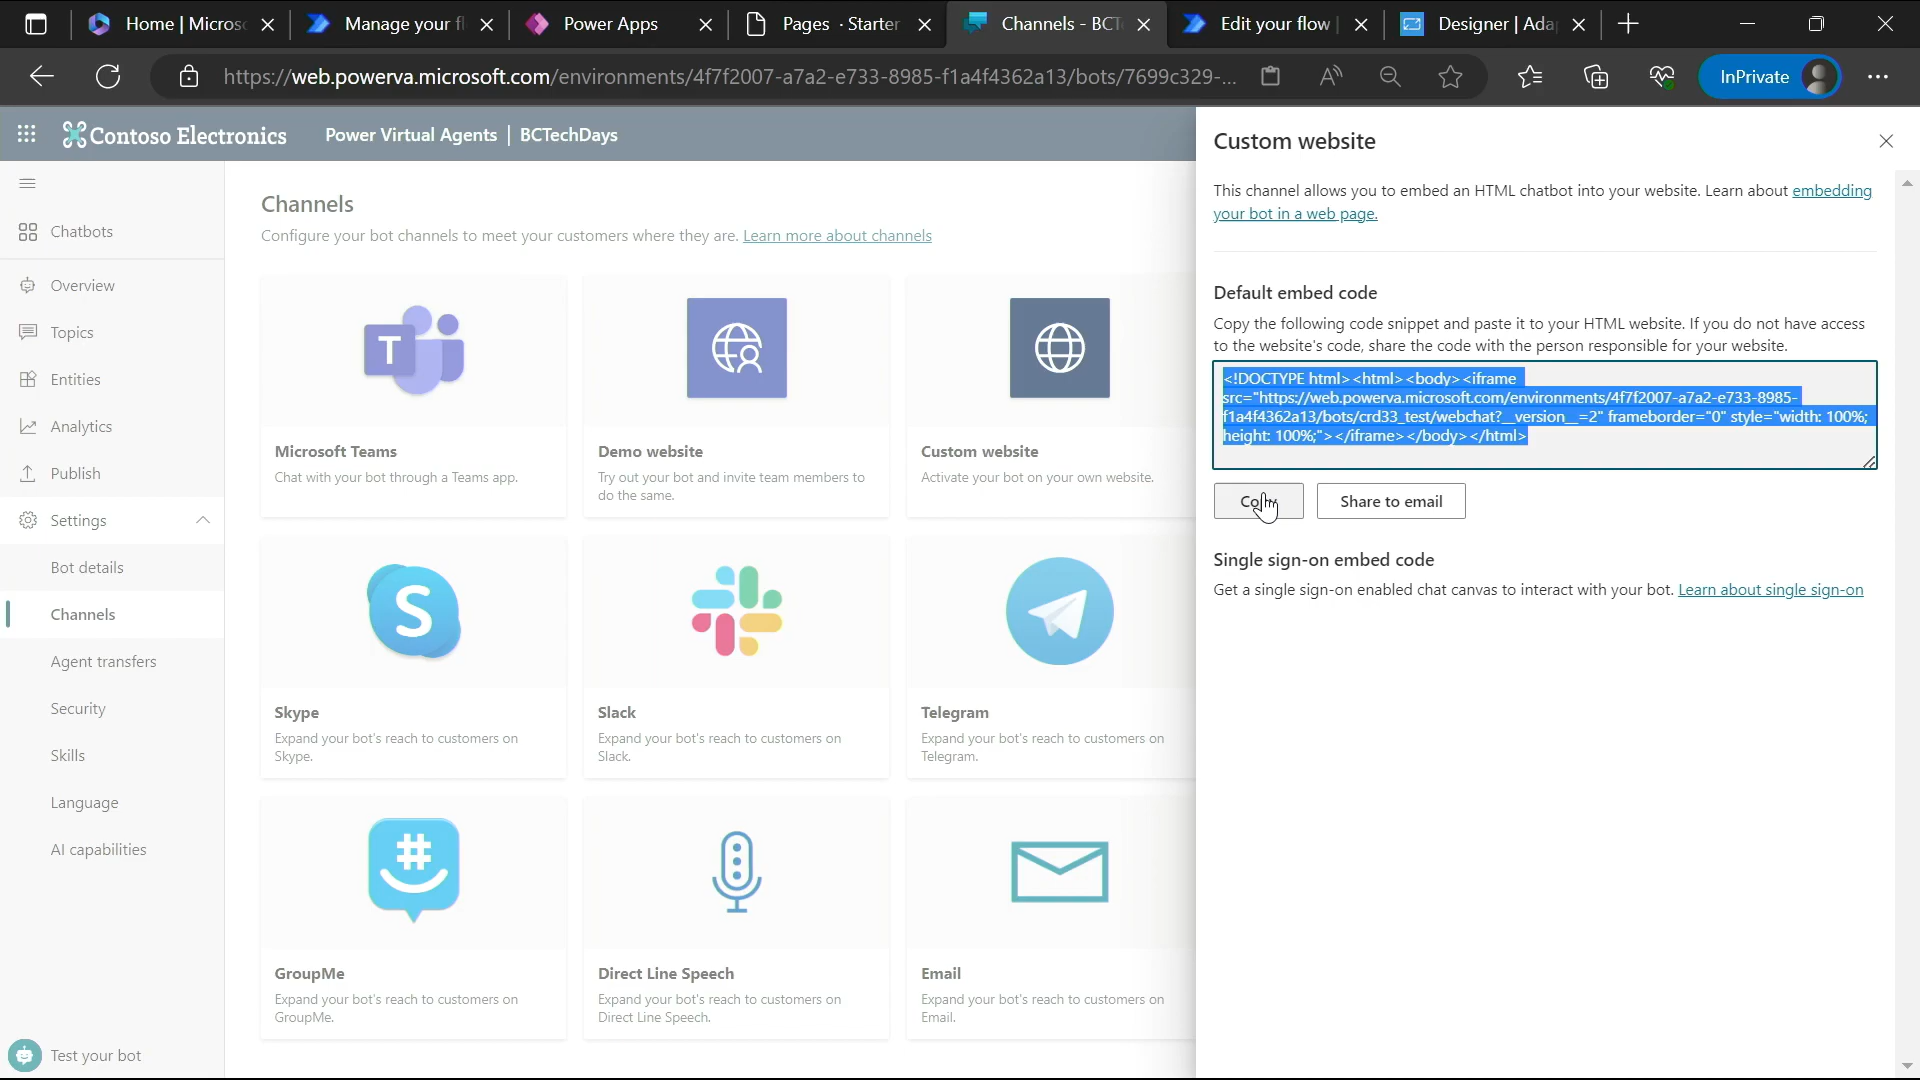 Home | Micros
Manage your fl
Power Apps
Pages · Starter
Channels - BCT
Edit your flow |
Designer | Ada
https://web.powerva.microsoft.com/environments/4f7f2007-a7a2-e733-8985-f1a4f4362a13/bots/7699c329-...
InPrivate
Contoso Electronics
Power Virtual Agents | BCTechDays
Chatbots
Overview
Topics
Entities
Analytics
Publish
Settings
Bot details
Channels
Agent transfers
Security
Skills
Language
AI capabilities
Test your bot
Channels
Configure your bot channels to meet your customers where they are. Learn more about channels
T
Microsoft Teams
Chat with your bot through a Teams app.
Demo website
Try out your bot and invite team members to
do the same.
Custom website
Activate your bot on your own website.
S
Skype
Expand your bot's reach to customers on
Skype.
Slack
Expand your bot's reach to customers on
Slack.
Telegram
Expand your bot's reach to customers on
Telegram.
#
GroupMe
Expand your bot's reach to customers on
GroupMe.
Direct Line Speech
Expand your bot's reach to customers on
Direct Line Speech.
Email
Expand your bot's reach to customers on
Email.
Custom website
This channel allows you to embed an HTML chatbot into your website. Learn about embedding
your bot in a web page.
Default embed code
Copy the following code snippet and paste it to your HTML website. If you do not have access
to the website's code, share the code with the person responsible for your website.
<!DOCTYPE html><html><body><iframe
src="https://web.powerva.microsoft.com/environments/4f7f2007-a7a2-e733-8985-
f1a4f4362a13/bots/crd33_test/webchat?__version__=2" frameborder="0" style="width: 100%;
height: 100%;"></iframe></body></html>
Copy
Share to email
Single sign-on embed code
Get a single sign-on enabled chat canvas to interact with your bot. Learn about single sign-on